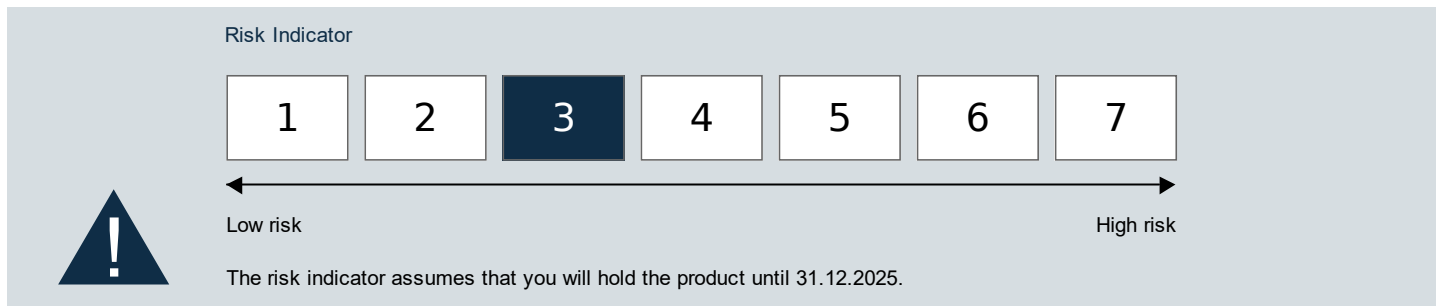 Risk Indicator
1 2 3 4 5 6 7
Low risk High risk
!
The risk indicator assumes that you will hold the product until 31.12.2025.